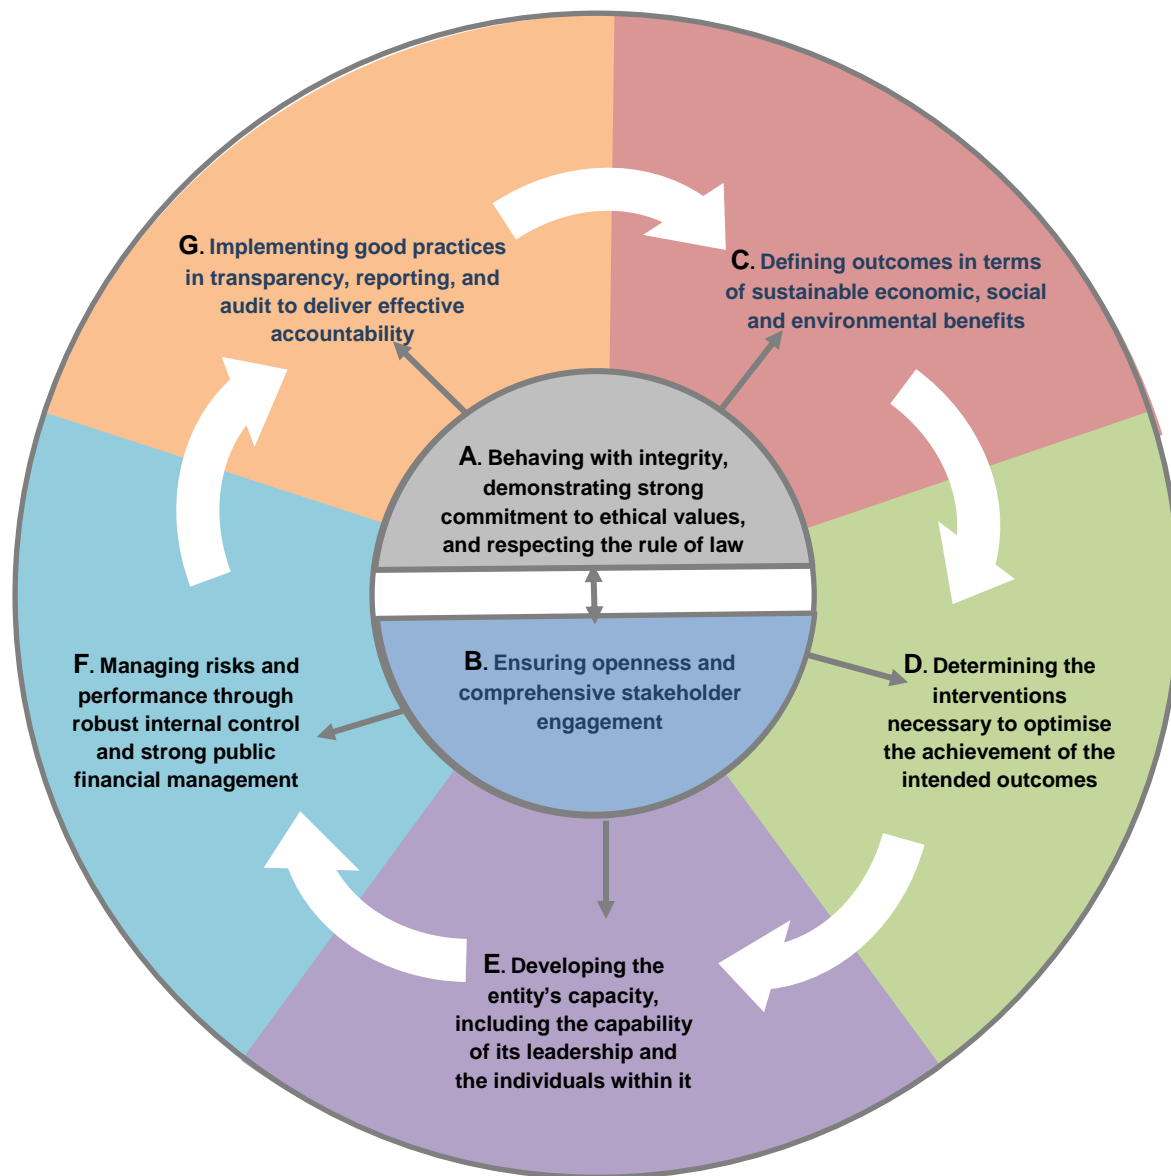 G. Implementing good practices
in transparency, reporting, and
audit to deliver effective
accountability
C. Defining outcomes in terms
of sustainable economic, social
and environmental benefits
A. Behaving with integrity,
demonstrating strong
commitment to ethical values,
and respecting the rule of law
B. Ensuring openness and
comprehensive stakeholder
engagement
F. Managing risks and
performance through
robust internal control
and strong public
financial management
D. Determining the
interventions
necessary to optimise
the achievement of the
intended outcomes
E. Developing the
entity’s capacity,
including the capability
of its leadership and
the individuals within it